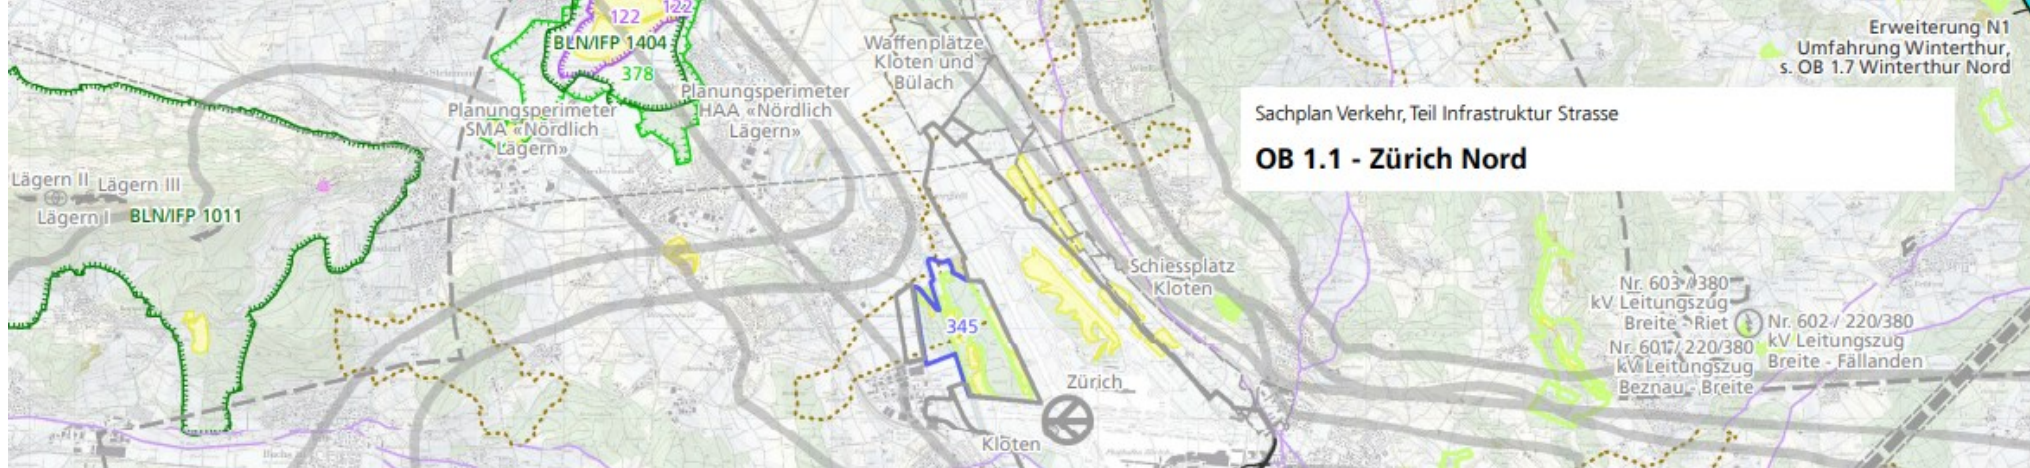 122
122
BLN/IFP 1404
378
Planungsperimeter
SMA «Nördlich
Lägern»
Planungsperimeter
HAA «Nördlich
Lägern»
Waffenplätze
Kloten und
Bülach
Erweiterung N1
Umfahrung Winterthur,
s. OB 1.7 Winterthur Nord
Sachplan Verkehr, Teil Infrastruktur Strasse
OB 1.1 - Zürich Nord
Lägern II
Lägern III
Lägern I
BLN/IFP 1011
Schiessplatz
Kloten
345
Zürich
Kloten
Nr. 603 / 380
kV Leitungszug
Breite - Riet
Nr. 601 / 220/380
kV Leitungszug
Beznau - Breite
Nr. 602 / 220/380
kV Leitungszug
Breite - Fällanden